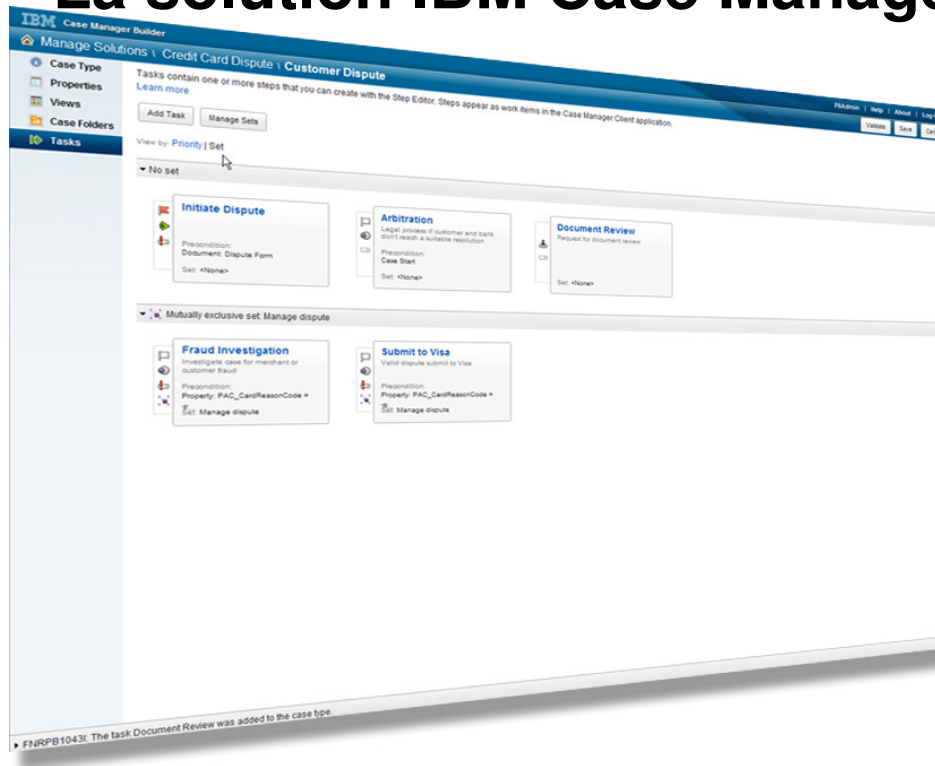 La solution IBM Case Manage
IBM Case Manager Builder
Manage Solutions \ Credit Card Dispute \ Customer Dispute
P8Admin | Help | About | Log
Validate Save
Case Type
Properties
Views
Case Folders
Tasks
Tasks contain one or more steps that you can create with the Step Editor. Steps appear as work items in the Case Manager Client application.
Learn more.
Add Task Manage Sets
View by: Priority | Set
No set
Initiate Dispute
Precondition:
Document: Dispute Form
Set: <None>
Arbitration
Legal process if customer and bank
don't reach a suitable resolution
Precondition:
Case Start
Set: <None>
Document Review
Request for document review
Set: <None>
Mutually exclusive set: Manage dispute
Fraud Investigation
Investigate case for merchant or
customer fraud
Precondition:
Property: PAC_CardReasonCode =
Set: Manage dispute
Submit to Visa
Valid dispute submit to Visa
Precondition:
Property: PAC_CardReasonCode =
Set: Manage dispute
FNRPB1043I: The task Document Review was added to the case type.